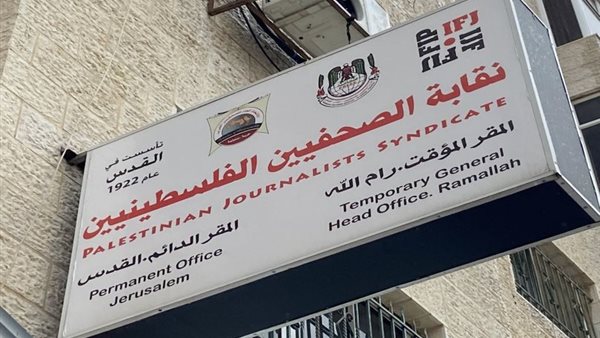 FIP IFJ
تأسست في
القدس
عام 1922
نقابة الصحفيين الفلسطينيين
PALESTINIAN JOURNALISTS SYNDICATE
المقر المؤقت.رام الله
Temporary General
Head Office. Ramallah
المقر الدائم.القدس
Permanent Office
Jerusalem